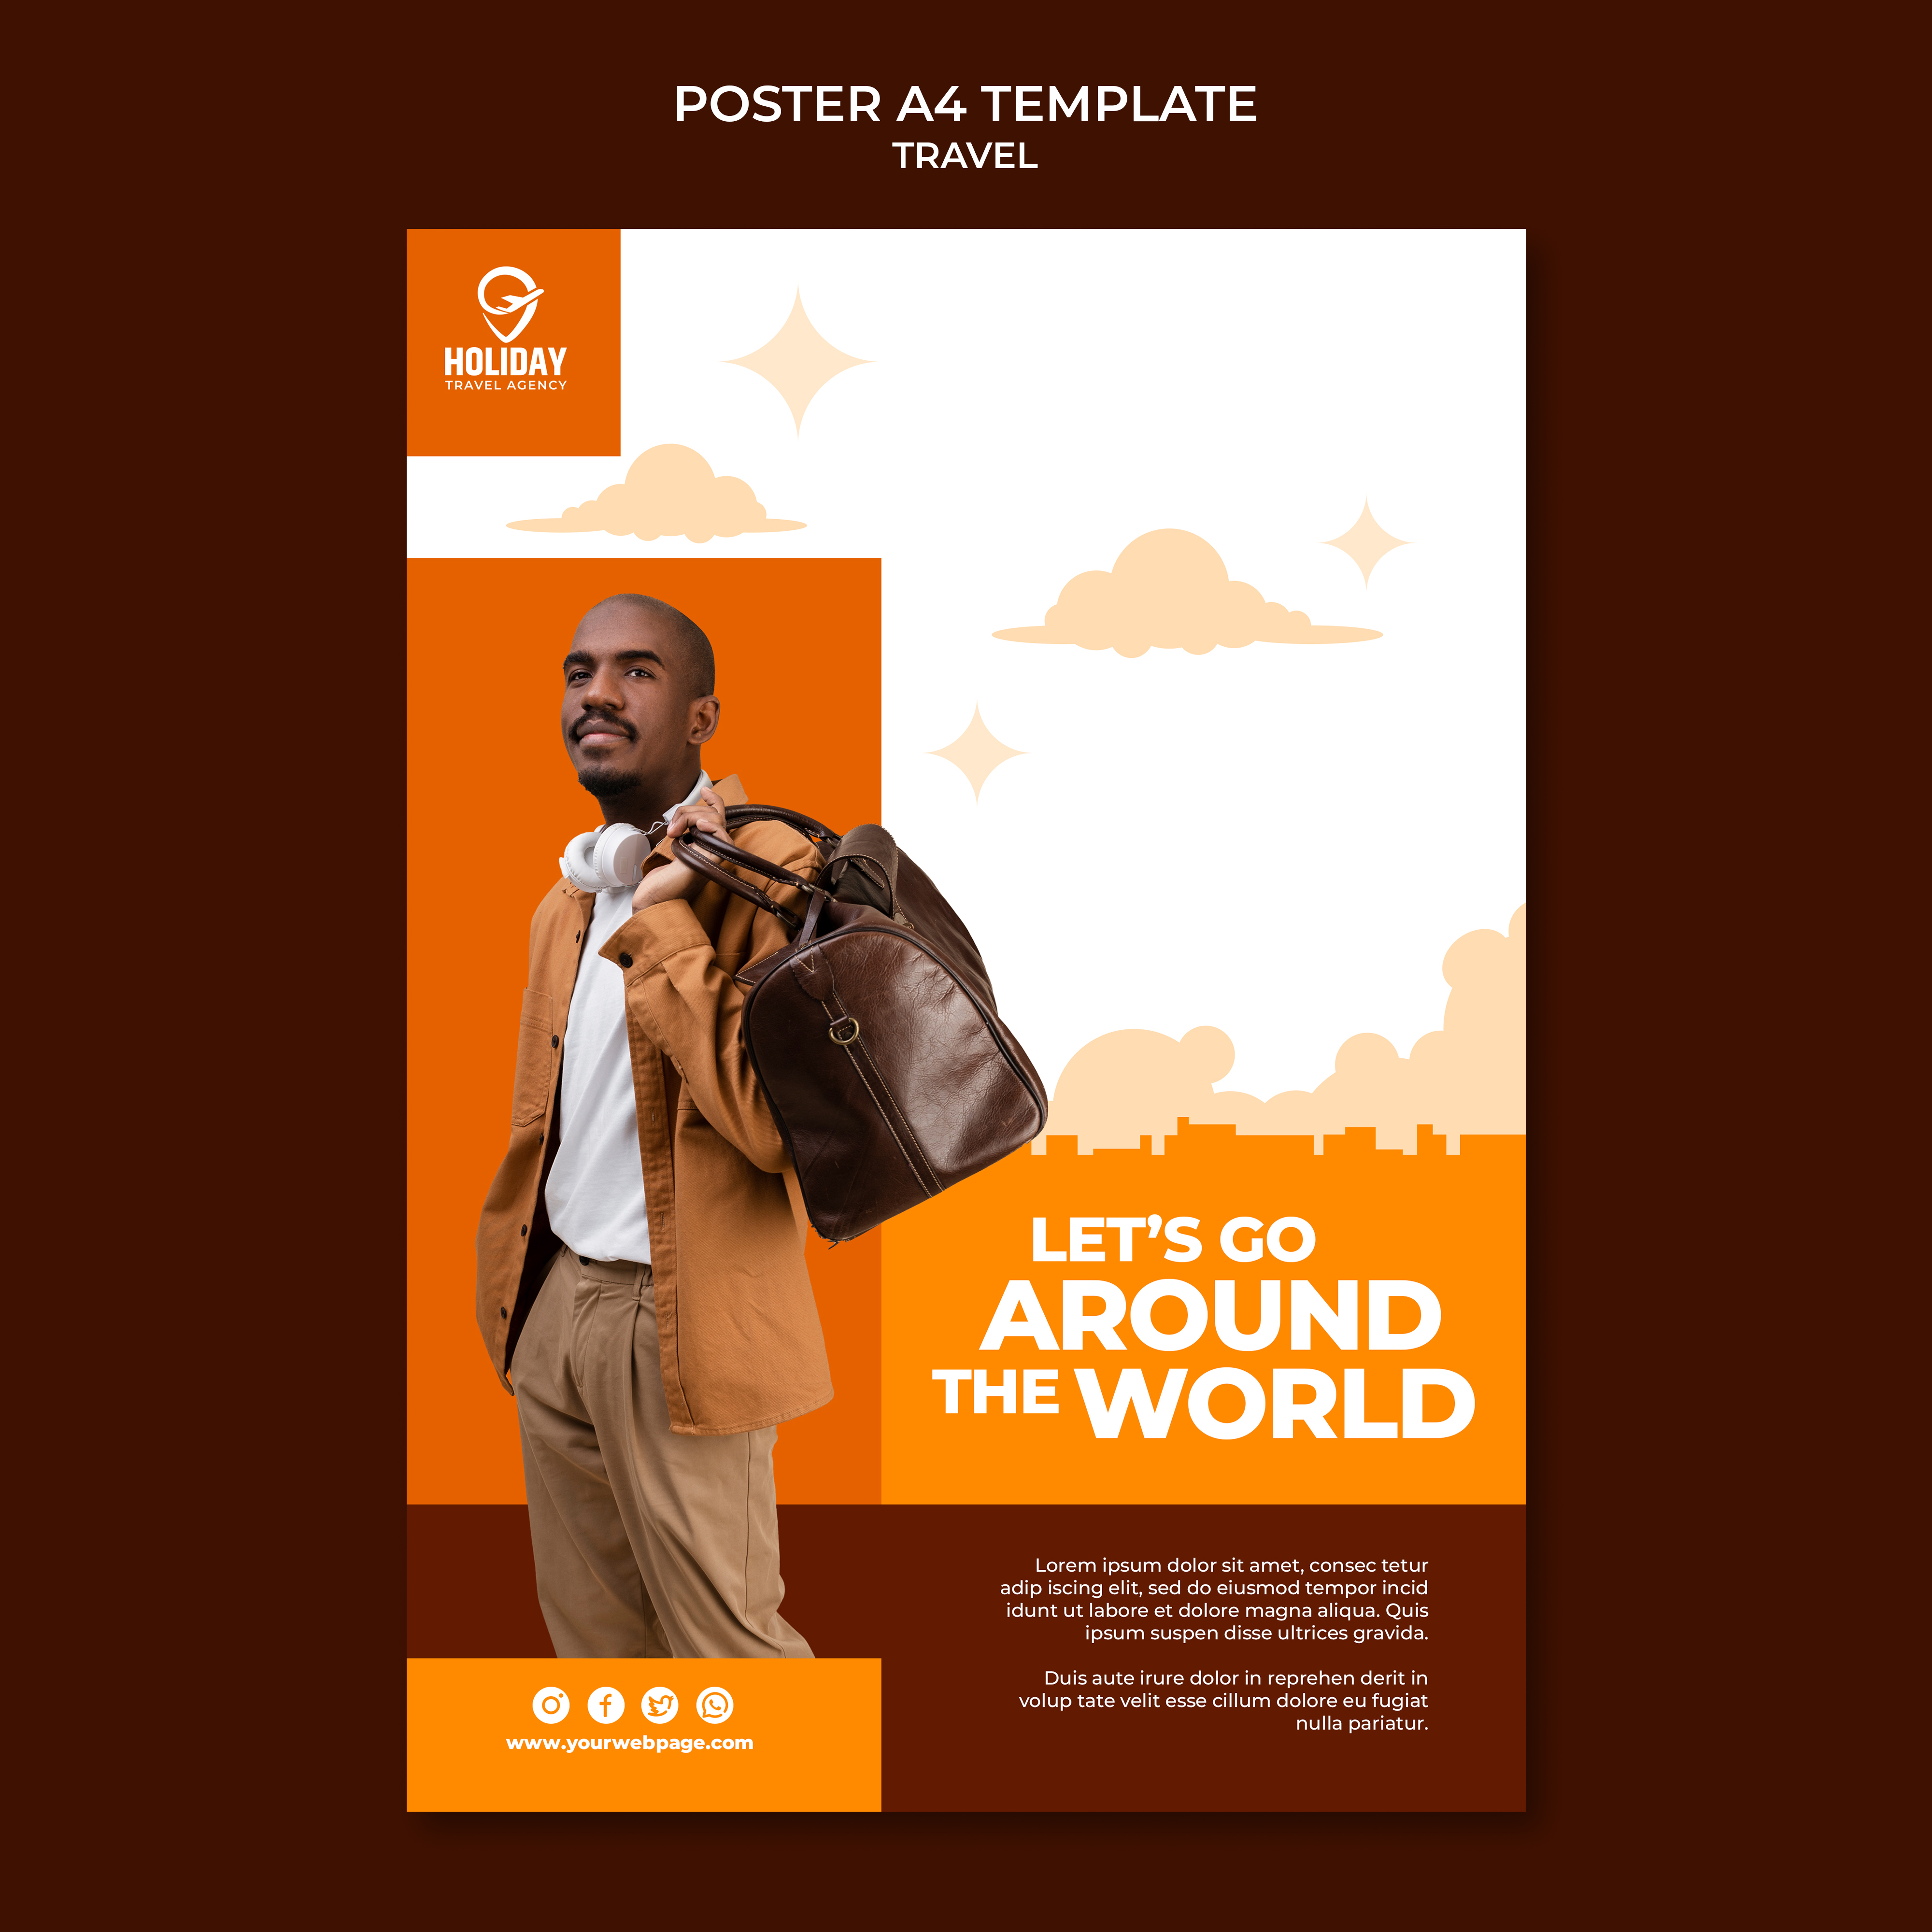 POSTER A4 TEMPLATE
TRAVEL
HOLIDAY
TRAVEL AGENCY
LET’S GO
AROUND
THE WORLD
Lorem ipsum dolor sit amet, consec tetur
adip iscing elit, sed do eiusmod tempor incid
idunt ut labore et dolore magna aliqua. Quis
ipsum suspen disse ultrices gravida.
Duis aute irure dolor in reprehen derit in
volup tate velit esse cillum dolore eu fugiat
nulla pariatur.
www.yourwebpage.com